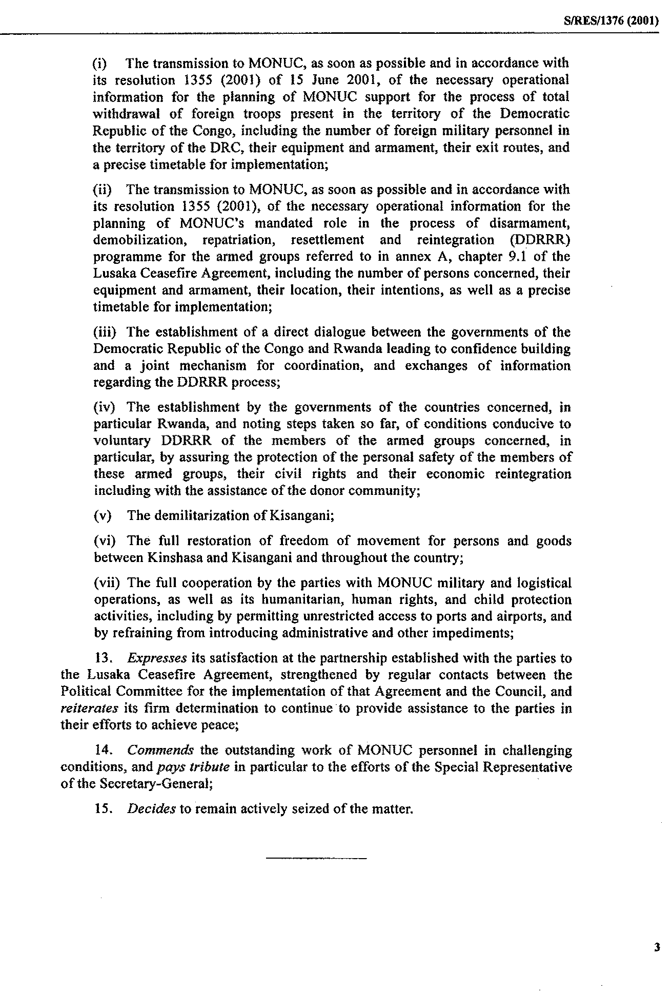 S/RES/1376 (2001)
(i) The transmission to MONUC, as soon as possible and in accordance with
its resolution 1355 (2001) of 15 June 2001, of the necessary operational
information for the planning of MONUC support for the process of total
withdrawal of foreign troops present in the territory of the Democratic
Republic of the Congo, including the number of foreign military personnel in
the territory of the DRC, their equipment and armament, their exit routes, and
a precise timetable for implementation;
(ii) The transmission to MONUC, as soon as possible and in accordance with
its resolution 1355 (2001), of the necessary operational information for the
planning of MONUC's mandated role in the process of disarmament,
demobilization, repatriation, resettlement and reintegration (DDRRR)
programme for the armed groups referred to in annex A, chapter 9.1 of the
Lusaka Ceasefire Agreement, including the number of persons concerned, their
equipment and armament, their location, their intentions, as well as a precise
timetable for implementation;
(iii) The establishment of a direct dialogue between the governments of the
Democratic Republic of the Congo and Rwanda leading to confidence building
and a joint mechanism for coordination, and exchanges of information
regarding the DDRRR process;
(iv) The establishment by the governments of the countries concerned, in
particular Rwanda, and noting steps taken so far, of conditions conducive to
voluntary DDRRR of the members of the armed groups concerned, in
particular, by assuring the protection of the personal safety of the members of
these armed groups, their civil rights and their economic reintegration
including with the assistance of the donor community;
(v) The demilitarization of Kisangani;
(vi) The full restoration of freedom of movement for persons and goods
between Kinshasa and Kisangani and throughout the country;
(vii) The full cooperation by the parties with MONUC military and logistical
operations, as well as its humanitarian, human rights, and child protection
activities, including by permitting unrestricted access to ports and airports, and
by refraining from introducing administrative and other impediments;
13. Expresses its satisfaction at the partnership established with the parties to
the Lusaka Ceasefire Agreement, strengthened by regular contacts between the
Political Committee for the implementation of that Agreement and the Council, and
reiterates its firm determination to continue to provide assistance to the parties in
their efforts to achieve peace;
14. Commends the outstanding work of MONUC personnel in challenging
conditions, and pays tribute in particular to the efforts of the Special Representative
of the Secretary-General;
15. Decides to remain actively seized of the matter.
3